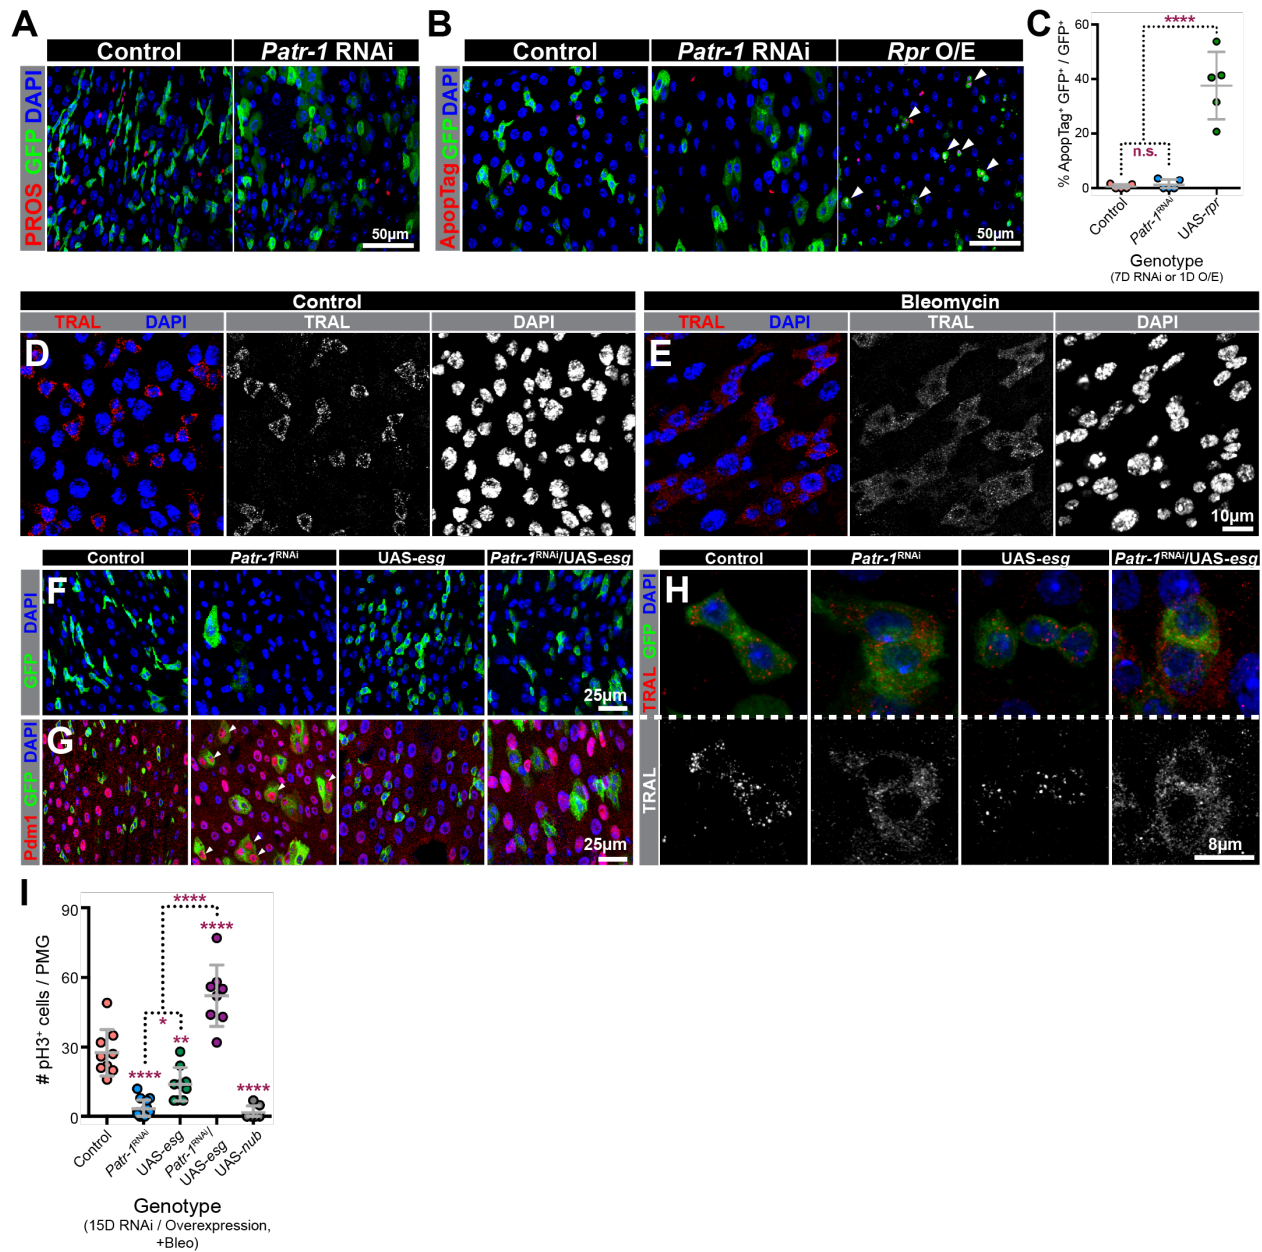 A
Control
Patr-1 RNAi
PROS GFP DAPI
50µm
B
Control
Patr-1 RNAi
Rpr O/E
ApopTag GFP DAPI
50µm
C
% ApopTag⁺ GFP⁺ / GFP⁺
60
40
20
0
****
n.s.
Control
Patr-1ᴿᴺᴬⁱ
UAS-rpr
Genotype
(7D RNAi or 1D O/E)
Control
TRAL DAPI
TRAL
DAPI
D
Bleomycin
TRAL DAPI
TRAL
DAPI
E
10µm
Control
Patr-1ᴿᴺᴬⁱ
UAS-esg
Patr-1ᴿᴺᴬⁱ/UAS-esg
F
GFP DAPI
25µm
G
Pdm1 GFP DAPI
25µm
Control
Patr-1ᴿᴺᴬⁱ
UAS-esg
Patr-1ᴿᴺᴬⁱ/UAS-esg
H
TRAL GFP DAPI
TRAL
8µm
I
# pH3⁺ cells / PMG
90
60
30
0
****
****
*
**
****
****
Control
Patr-1ᴿᴺᴬⁱ
UAS-esg
Patr-1ᴿᴺᴬⁱ/
UAS-esg
UAS-nub
Genotype
(15D RNAi / Overexpression,
+Bleo)